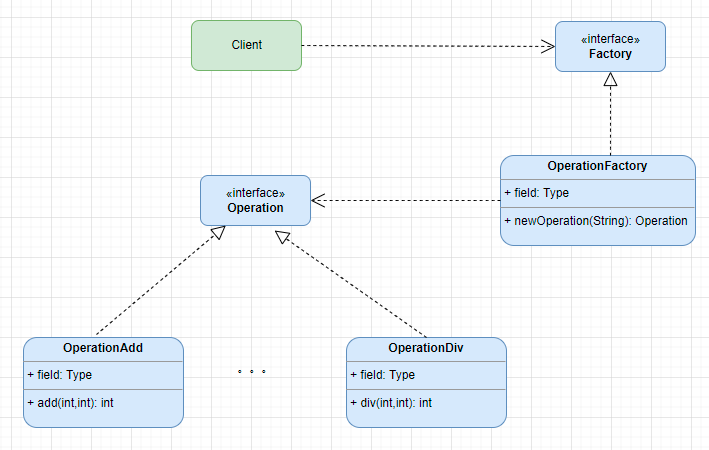 Client
«interface»
Factory
OperationFactory
+ field: Type
+ newOperation(String): Operation
«interface»
Operation
OperationAdd
+ field: Type
+ add(int,int): int
OperationDiv
+ field: Type
+ div(int,int): int